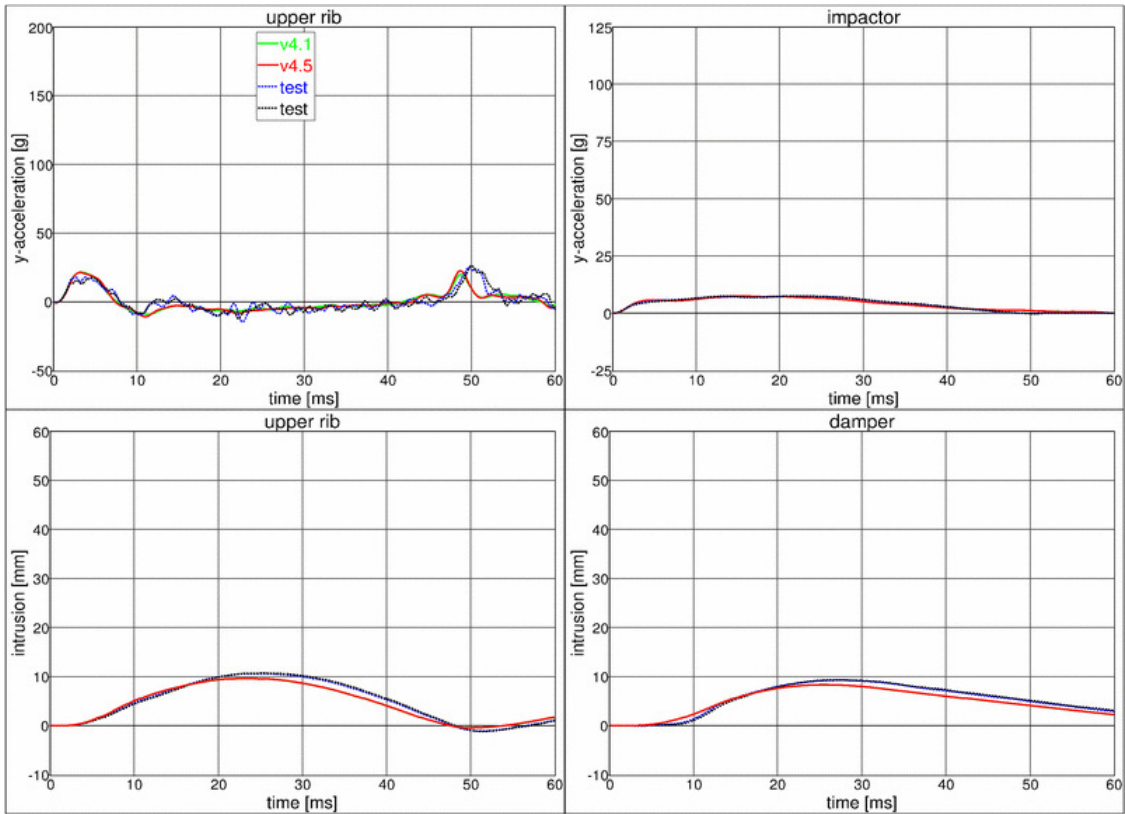 upper rib
200
150
100
50
0
-50
y-acceleration [g]
v4.1
v4.5
test
test
0 10 20 30 40 50 60
time [ms]
impactor
125
100
75
50
25
0
-25
y-acceleration [g]
0 10 20 30 40 50 60
time [ms]
upper rib
60
50
40
30
20
10
0
-10
intrusion [mm]
0 10 20 30 40 50 60
time [ms]
damper
60
50
40
30
20
10
0
-10
intrusion [mm]
0 10 20 30 40 50 60
time [ms]